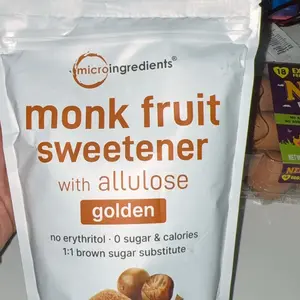 microingredients®
monk fruit
sweetener
with allulose
golden
no erythritol · 0 sugar & calories
1:1 brown sugar substitute